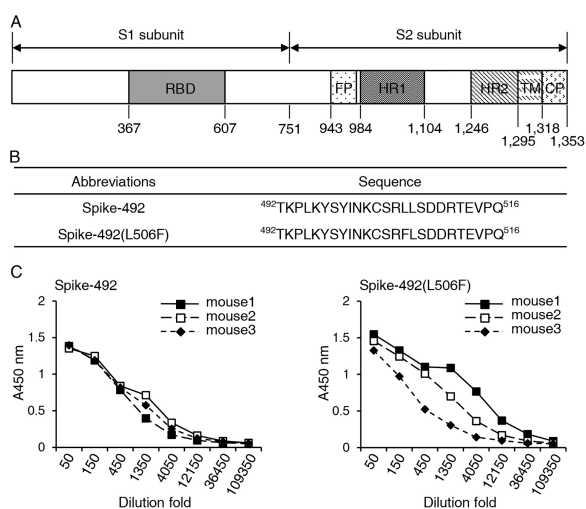 A
S1 subunit
S2 subunit
RBD
FP
HR1
HR2
TM
CP
367
607
751
943
984
1,104
1,246
1,295
1,318
1,353
B
Abbreviations Sequence
Spike-492 492TKPLKYSYINKCSRLLSDDRTEVPQ516
Spike-492(L506F) 492TKPLKYSYINKCSRFLSDDRTEVPQ516
C
Spike-492
mouse1
mouse2
mouse3
2
1.5
1
0.5
0
A450 nm
50 150 450 1350 4050 12150 36450 109350
Dilution fold
Spike-492(L506F)
mouse1
mouse2
mouse3
2
1.5
1
0.5
0
A450 nm
50 150 450 1350 4050 12150 36450 109350
Dilution fold